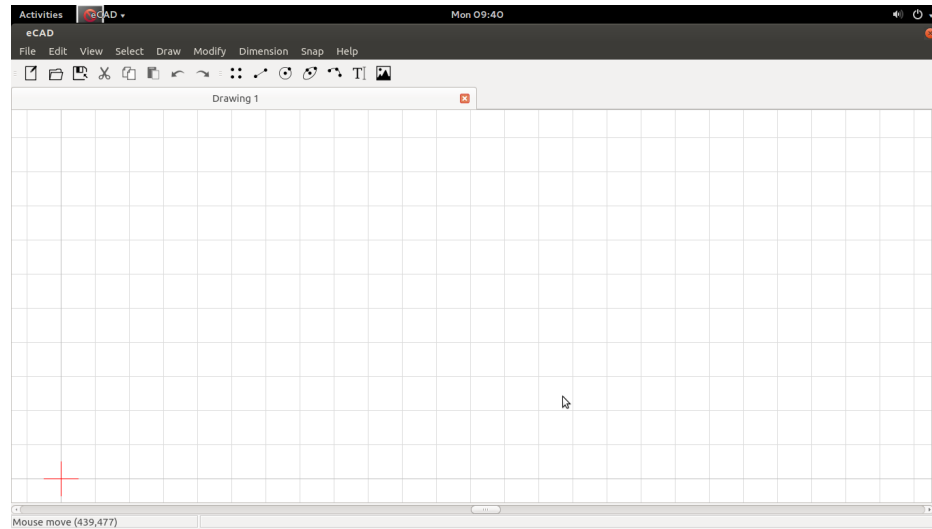 Activities eCAD Mon 09:40
eCAD
File Edit View Select Draw Modify Dimension Snap Help
TI
Drawing 1
Mouse move (439,477)